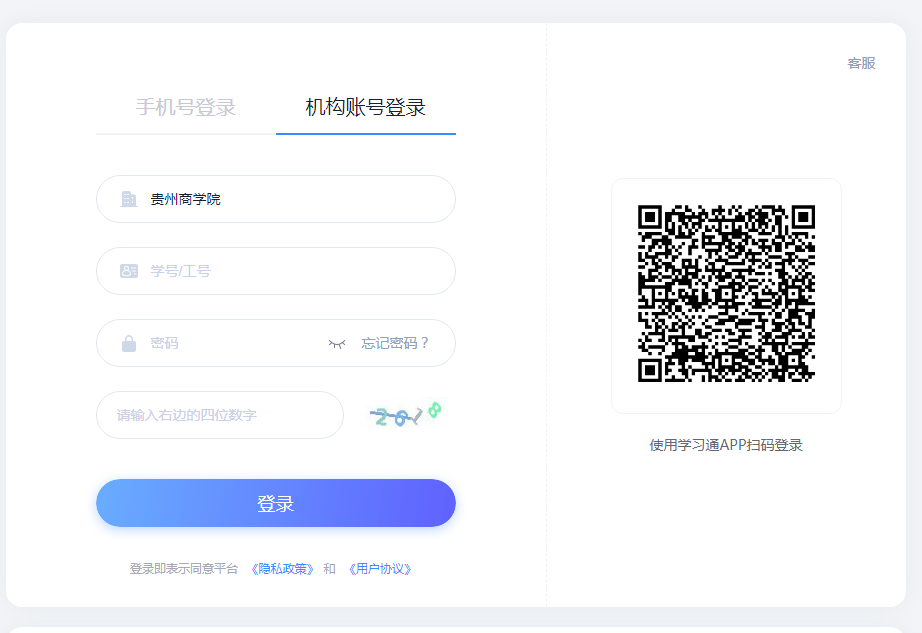 客服
手机号登录 机构账号登录
贵州商学院
学号/工号
密码 忘记密码？
请输入右边的四位数字
登录
登录即表示同意平台 《隐私政策》 和 《用户协议》
使用学习通APP扫码登录